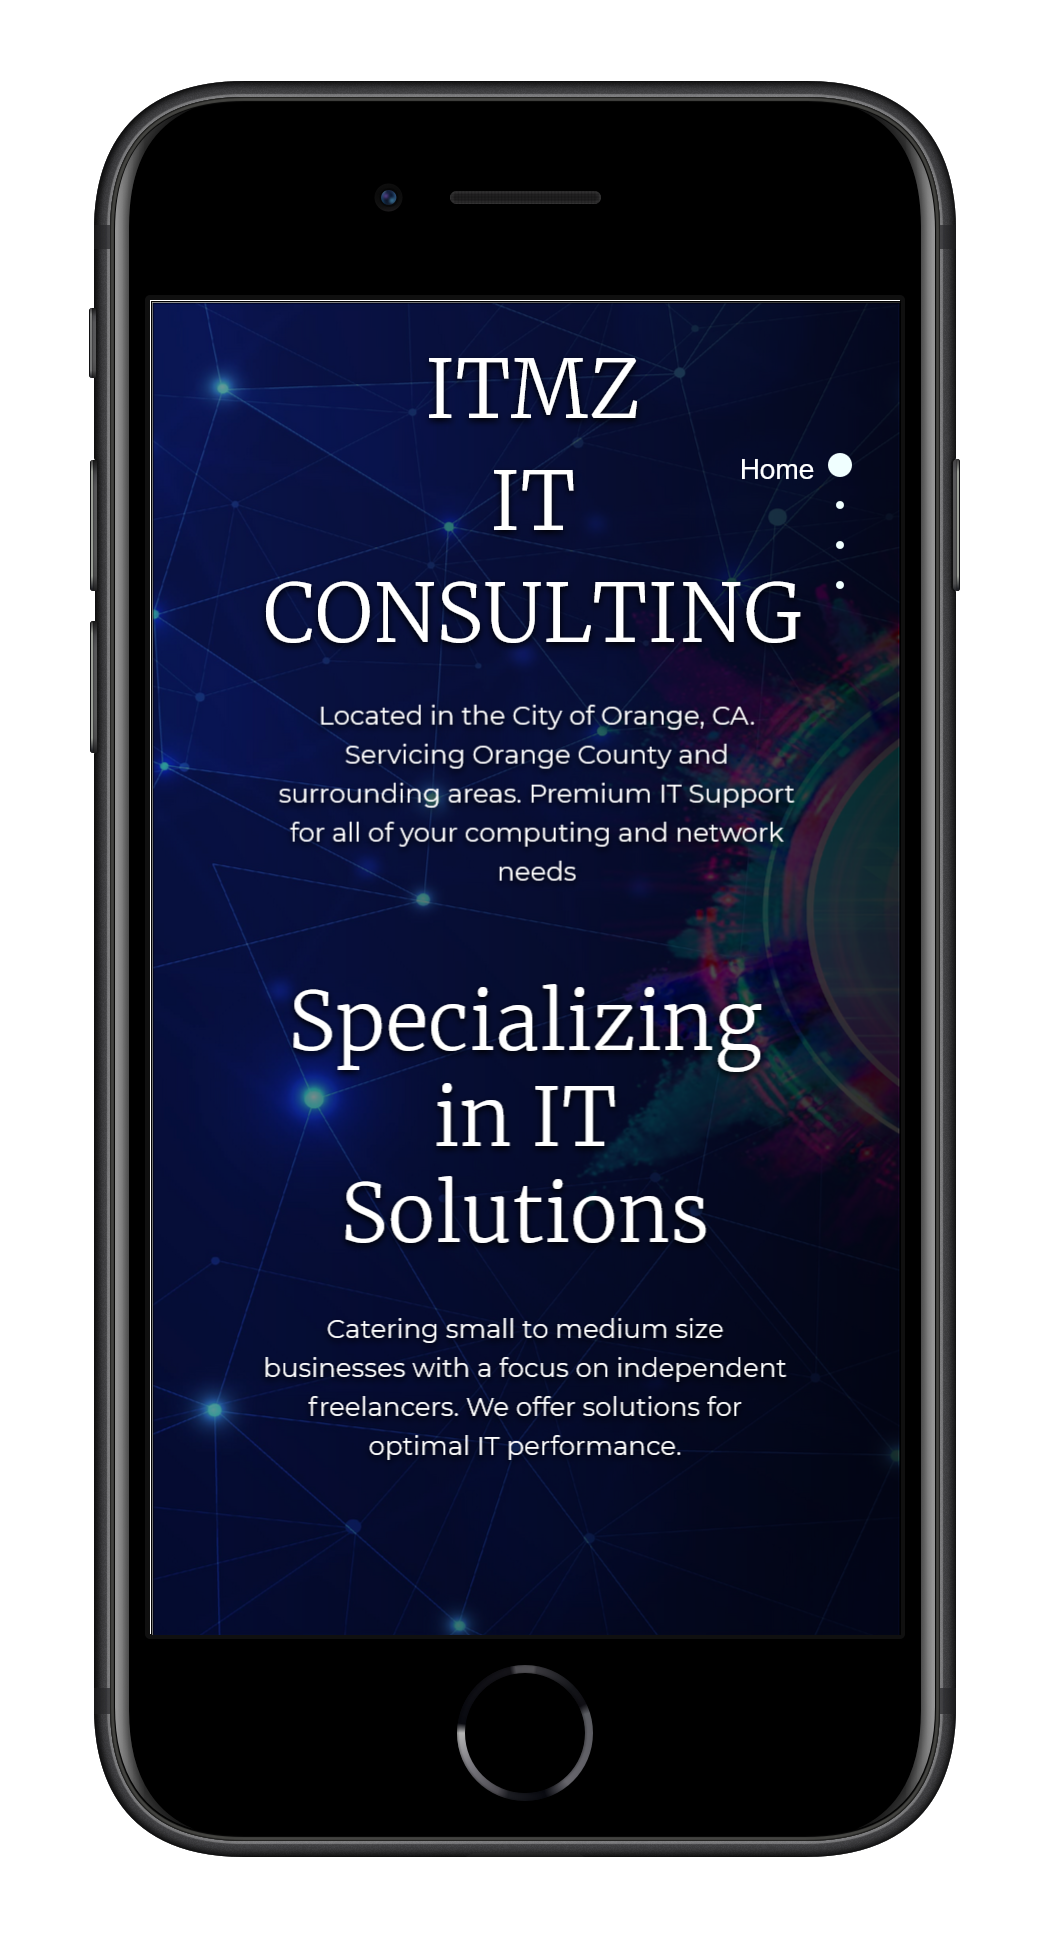 ITMZ
IT
Home
CONSULTING
Located in the City of Orange, CA.
Servicing Orange County and
surrounding areas. Premium IT Support
for all of your computing and network
needs
Specializing
in IT
Solutions
Catering small to medium size
businesses with a focus on independent
freelancers. We offer solutions for
optimal IT performance.